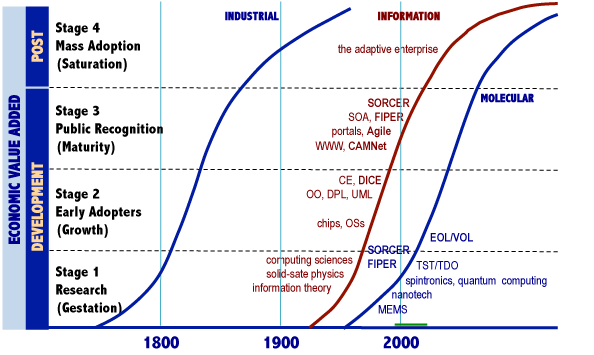 ECONOMIC VALUE ADDED
POST
DEVELOPMENT
Stage 4
Mass Adoption
(Saturation)
Stage 3
Public Recognition
(Maturity)
Stage 2
Early Adopters
(Growth)
Stage 1
Research
(Gestation)
INDUSTRIAL
INFORMATION
the adaptive enterprise
MOLECULAR
SORCER
SOA, FIPER
portals, Agile
WWW, CAMNet
CE, DICE
OO, DPL, UML
chips, OSs
EOL/VOL
computing sciences
solid-sate physics
information theory
SORCER
FIPER
TST/TDO
spintronics, quantum computing
nanotech
MEMS
1800
1900
2000